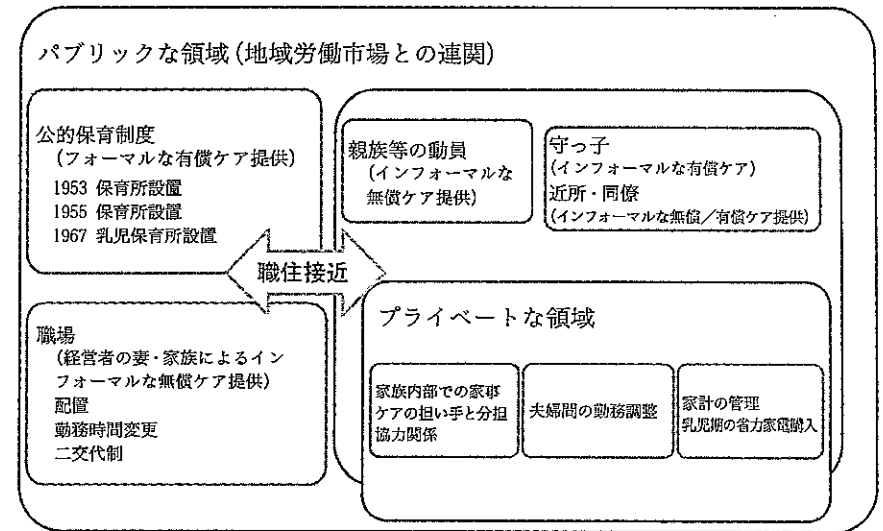 パブリックな領域(地域労働市場との連関)
公的保育制度
(フォーマルな有償ケア提供)
1953 保育所設置
1955 保育所設置
1967 乳児保育所設置
親族等の動員
(インフォーマルな
無償ケア提供)
守っ子
(インフォーマルな有償ケア)
近所・同僚
(インフォーマルな無償/有償ケア提供)
職住接近
職場
(経営者の妻・家族によるイン
フォーマルな無償ケア提供)
配置
勤務時間変更
二交代制
プライベートな領域
家族内部での家事
ケアの担い手と分担
協力関係
夫婦間の勤務調整
家計の管理
乳児期の省力家電購入